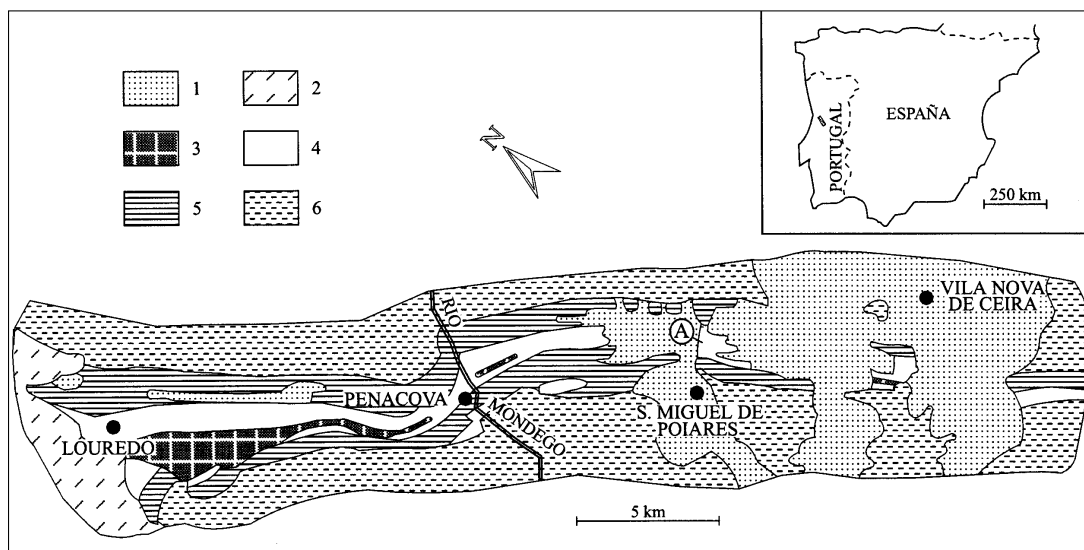 1
2
3
4
5
6
N
ESPAÑA
PORTUGAL
250 km
RIO
MONDEGO
VILA NOVA
DE CEIRA
A
PENACOVA
S. MIGUEL DE
POIARES
LOUREDO
5 km